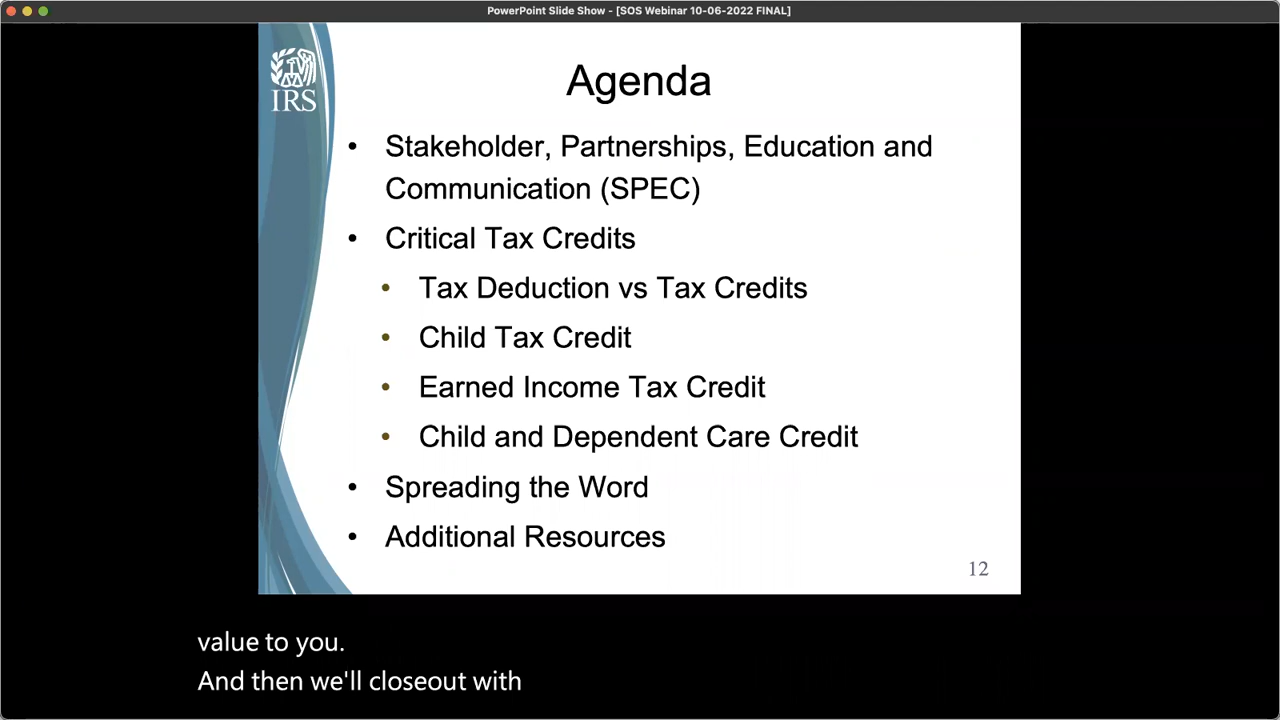 PowerPoint Slide Show - [SOS Webinar 10-06-2022 FINAL]
IRS
Agenda
• Stakeholder, Partnerships, Education and
Communication (SPEC)
• Critical Tax Credits
• Tax Deduction vs Tax Credits
• Child Tax Credit
• Earned Income Tax Credit
• Child and Dependent Care Credit
• Spreading the Word
• Additional Resources
12
value to you.
And then we'll closeout with